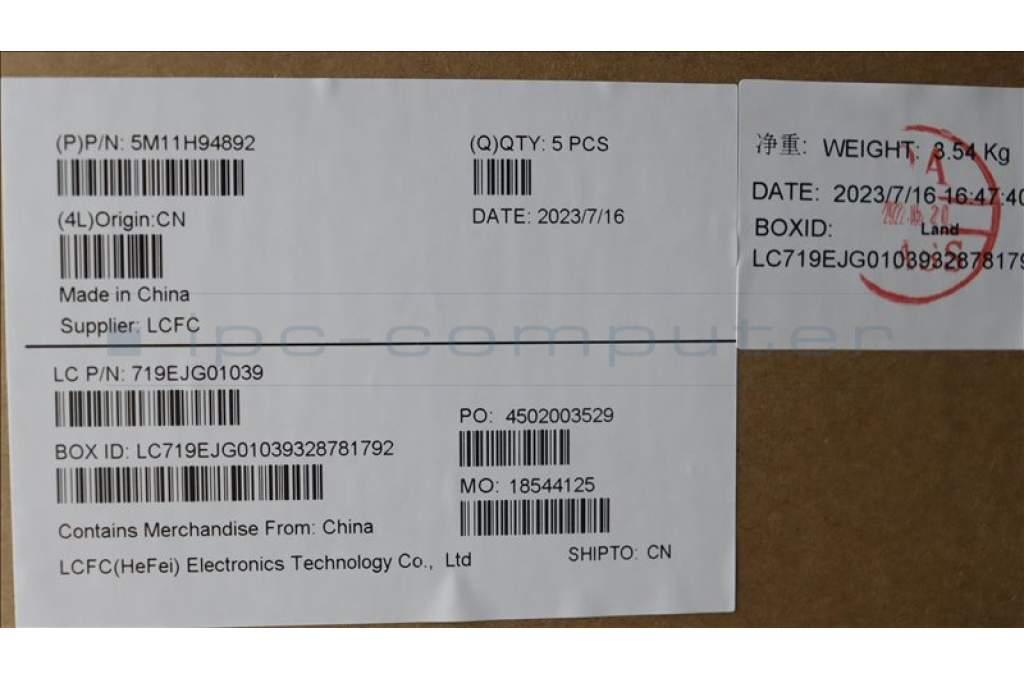 (P)P/N: 5M11H94892
(Q)QTY: 5 PCS
(4L)Origin:CN
DATE: 2023/7/16
Made in China
Supplier: LCFC
LC P/N: 719EJG01039
PO: 4502003529
BOX ID: LC719EJG01039328781792
MO: 18544125
Contains Merchandise From: China
LCFC(HeFei) Electronics Technology Co., Ltd
SHIPTO: CN
净重: WEIGHT: 3.54 Kg
DATE: 2023/7/16 16:47:40
BOXID:
Land
LC719EJG0103932878179
ipc-computer